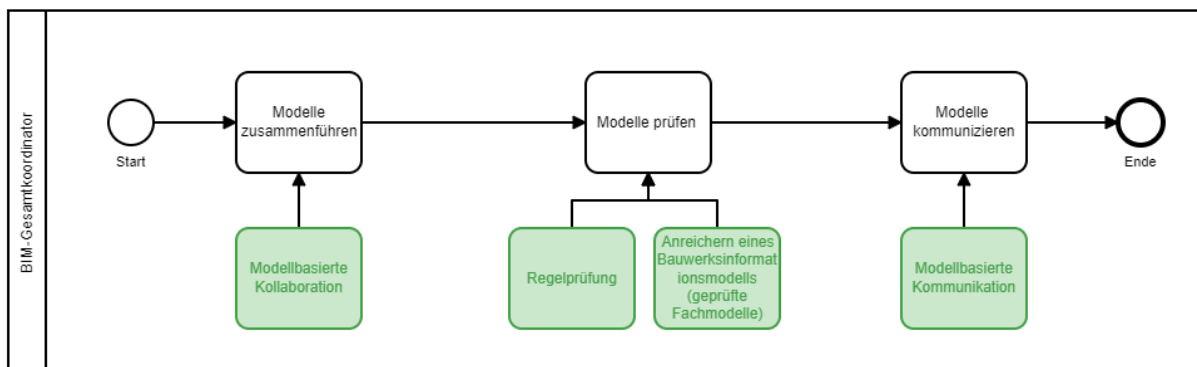 BIM-Gesamtkoordinator
Start
Modelle
zusammenführen
Modelle prüfen
Modelle
kommunizieren
Ende
Modellbasierte
Kollaboration
Regelprüfung
Anreichern eines
Bauwerksinformat
ionsmodells
(geprüfte
Fachmodelle)
Modellbasierte
Kommunikation